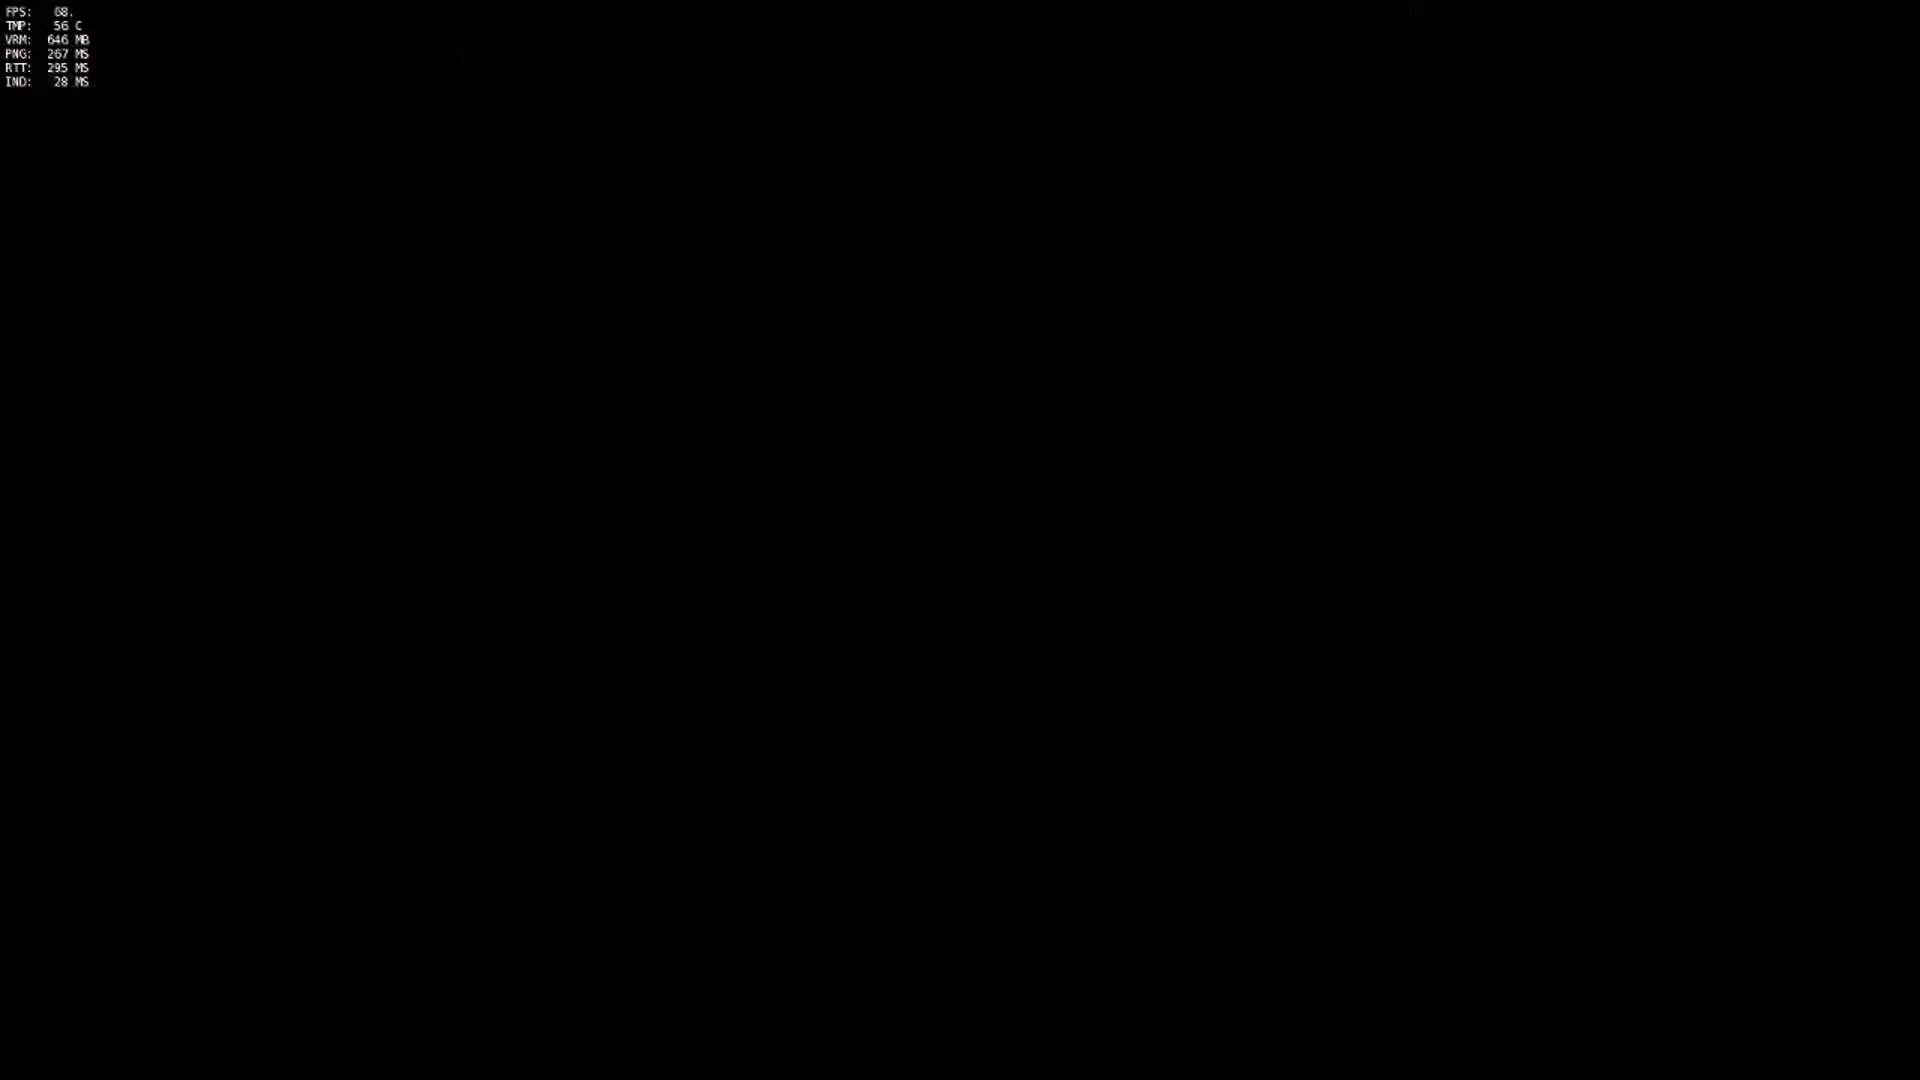 FPS: 68.
TMP: 56 C
VRM: 646 MB
PNG: 267 MS
RTT: 295 MS
IND: 28 MS